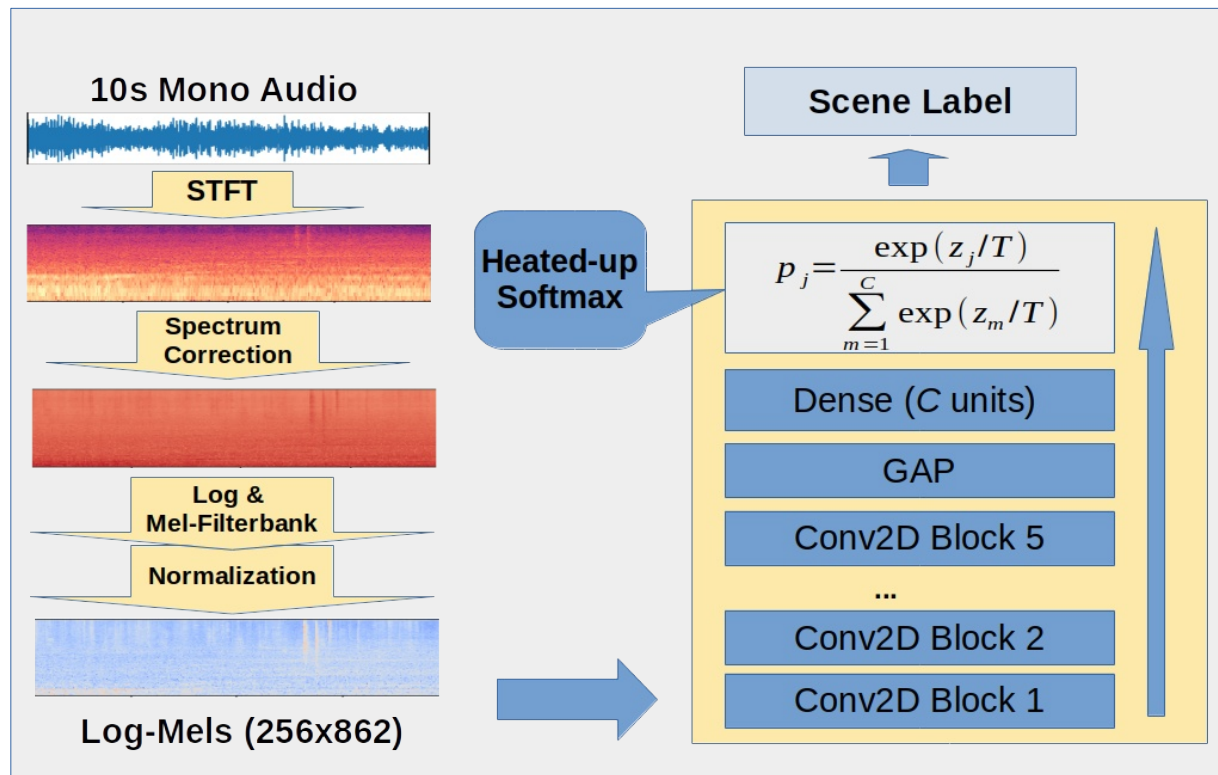 10s Mono Audio
STFT
Spectrum
Correction
Log &
Mel-Filterbank
Normalization
Log-Mels (256x862)
Scene Label
Heated-up
Softmax
p_j = exp(z_j/T) / ∑_{m=1}^{C} exp(z_m/T)
Dense (C units)
GAP
Conv2D Block 5
...
Conv2D Block 2
Conv2D Block 1